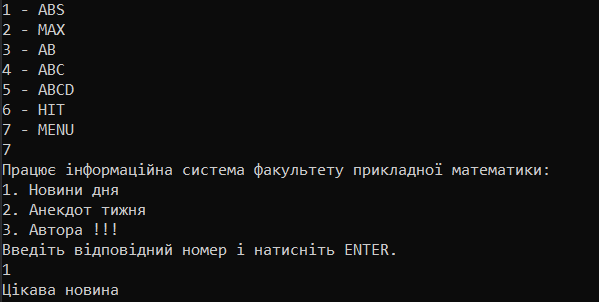 1 - ABS
2 - MAX
3 - AB
4 - ABC
5 - ABCD
6 - HIT
7 - MENU
7
Працює інформаційна система факультету прикладної математики:
1. Новини дня
2. Анекдот тижня
3. Автора !!!
Введіть відповідний номер і натисніть ENTER.
1
Цікава новина